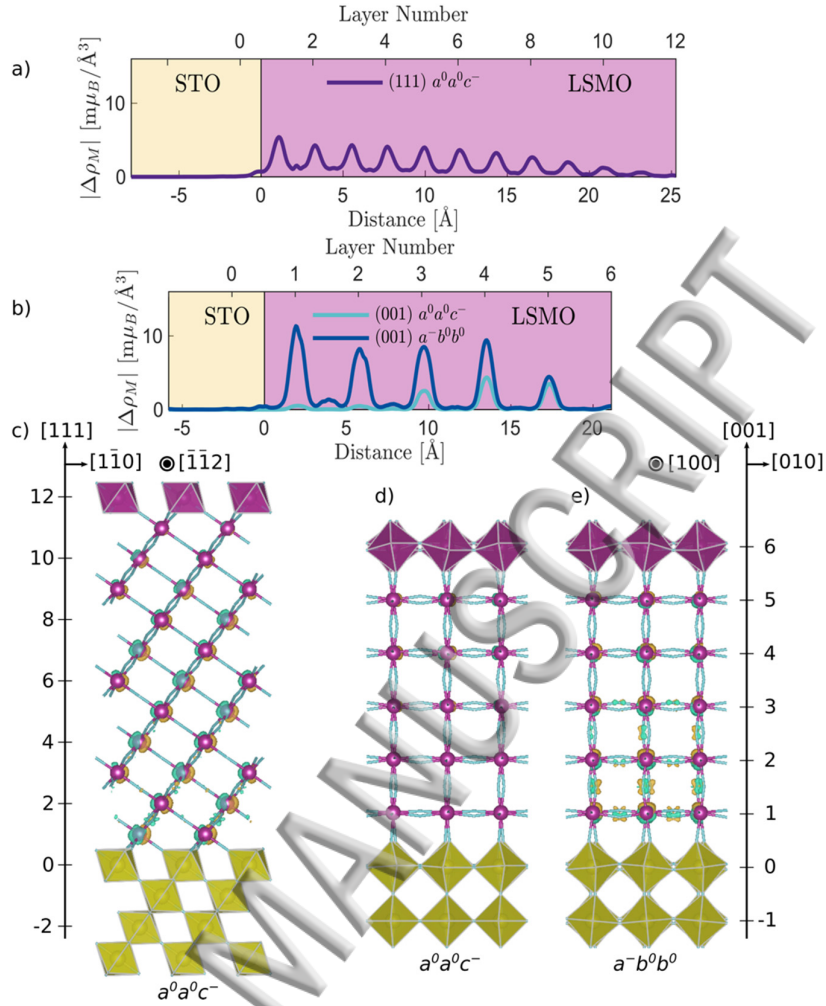 a)
Layer Number
0 2 4 6 8 10 12
STO
(111) a⁰a⁰c⁻
LSMO
|Δρ_M| [mμ_B/Å³]
10
0
-5 0 5 10 15 20 25
Distance [Å]
b)
Layer Number
0 1 2 3 4 5 6
STO
(001) a⁰a⁰c⁻
(001) a⁻b⁰b⁰
LSMO
|Δρ_M| [mμ_B/Å³]
10
0
-5 0 5 10 15 20
Distance [Å]
c)
[111]
[11̅0]
[1̅1̅2]
12
10
8
6
4
2
0
-2
a⁰a⁰c⁻
d)
a⁰a⁰c⁻
e)
[001]
[100]
[010]
6
5
4
3
2
1
0
-1
a⁻b⁰b⁰
MANUSCRIPT